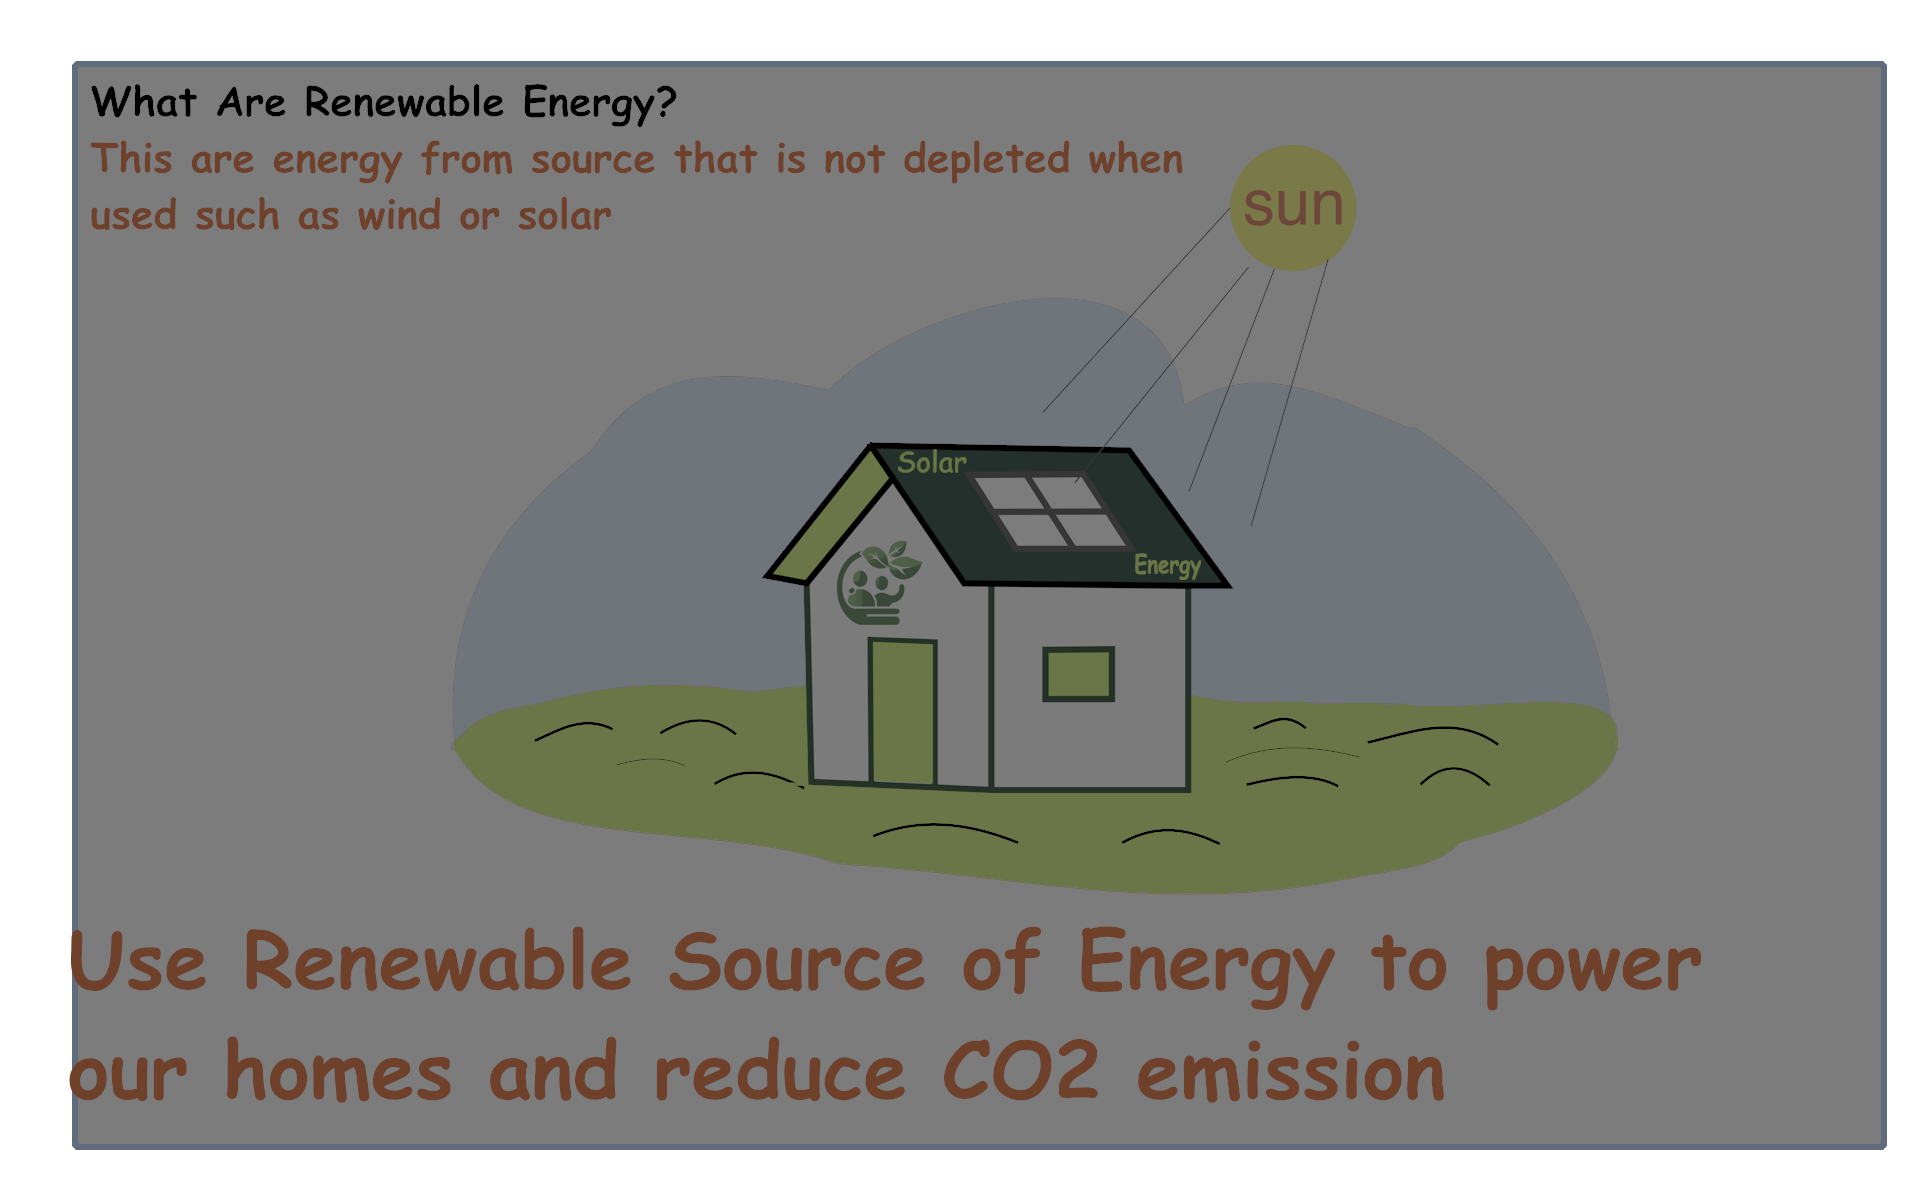 What Are Renewable Energy?
This are energy from source that is not depleted when
used such as wind or solar
sun
Solar
Energy
Use Renewable Source of Energy to power
our homes and reduce CO2 emission